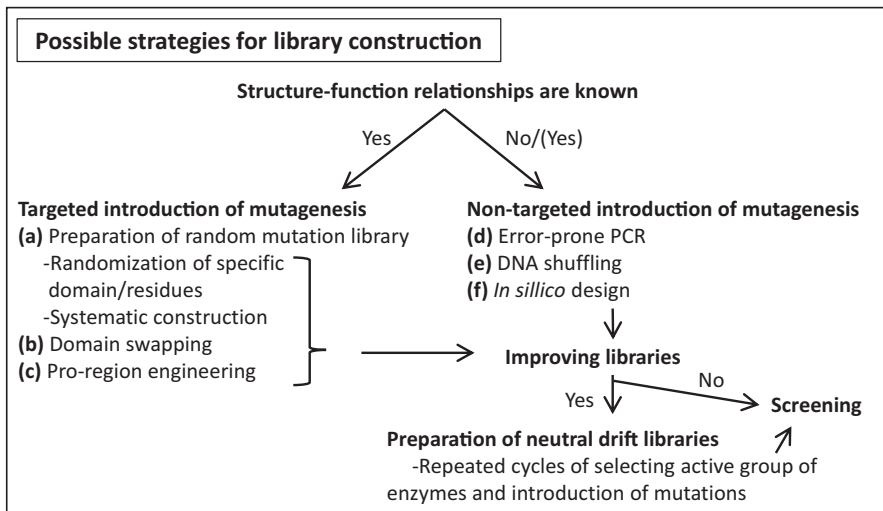 Possible strategies for library construction
Structure-function relationships are known
Yes
No/(Yes)
Targeted introduction of mutagenesis
(a) Preparation of random mutation library
-Randomization of specific
domain/residues
-Systematic construction
(b) Domain swapping
(c) Pro-region engineering
Non-targeted introduction of mutagenesis
(d) Error-prone PCR
(e) DNA shuffling
(f) In sillico design
Improving libraries
Yes
No
Screening
Preparation of neutral drift libraries
-Repeated cycles of selecting active group of
enzymes and introduction of mutations